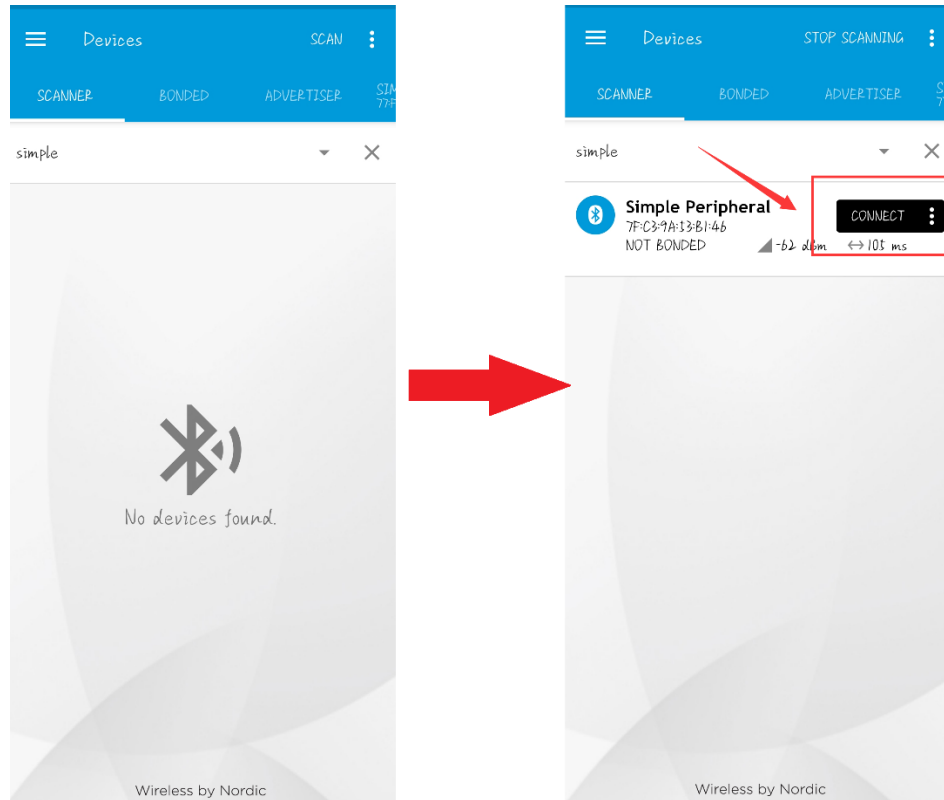 Devices
SCAN
SCANNER
BONDED
ADVERTISER
SIM
simple
No devices found.
Wireless by Nordic
Devices
STOP SCANNING
SCANNER
BONDED
ADVERTISER
simple
Simple Peripheral
CONNECT
7F:C3:9A:13:B1:46
NOT BONDED
-62 dBm
103 ms
Wireless by Nordic